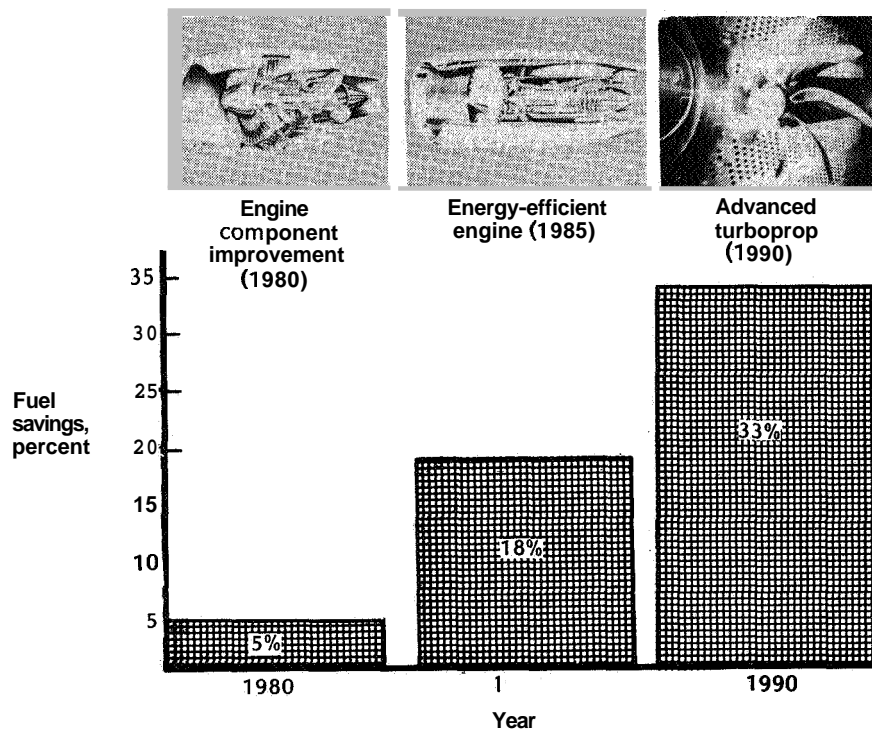 Engine
component
improvement
(1980)
Energy-efficient
engine (1985)
Advanced
turboprop
(1990)
35
30
25
20
15
10
5
Fuel
savings,
percent
5%
18%
33%
1980
1
1990
Year